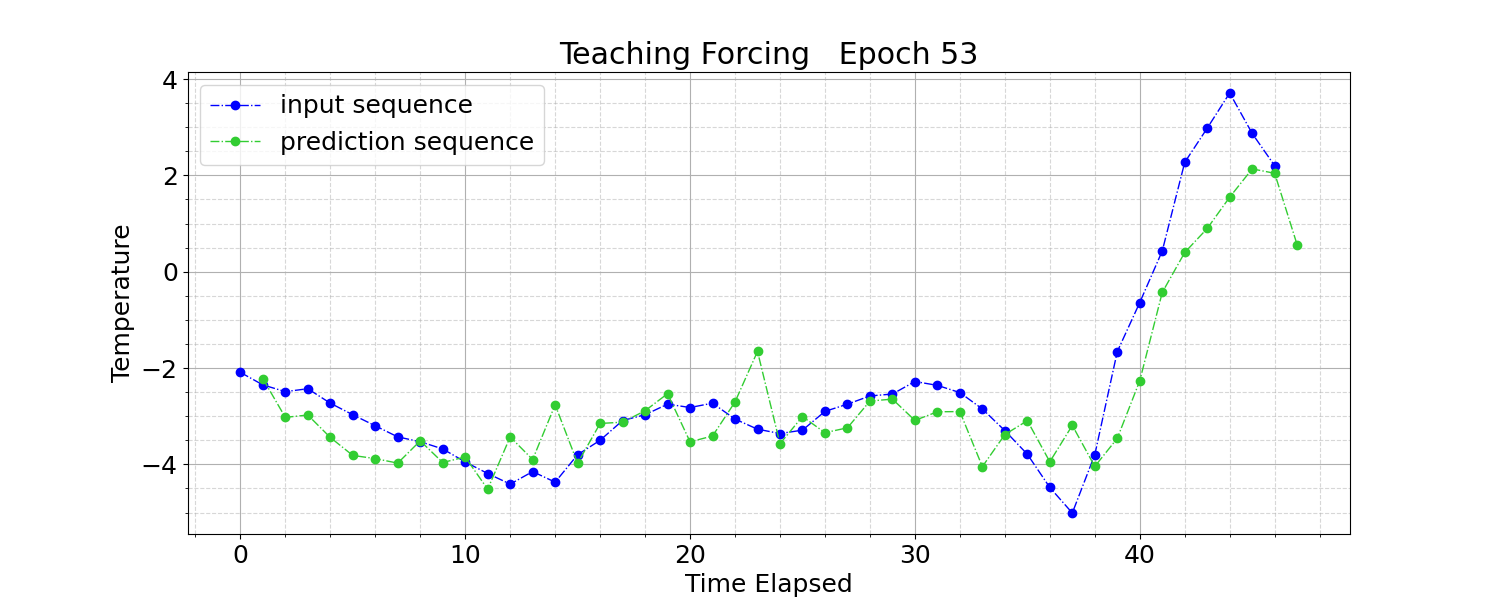 Teaching Forcing   Epoch 53
input sequence
prediction sequence
Temperature
4
2
0
−2
−4
0 10 20 30 40
Time Elapsed